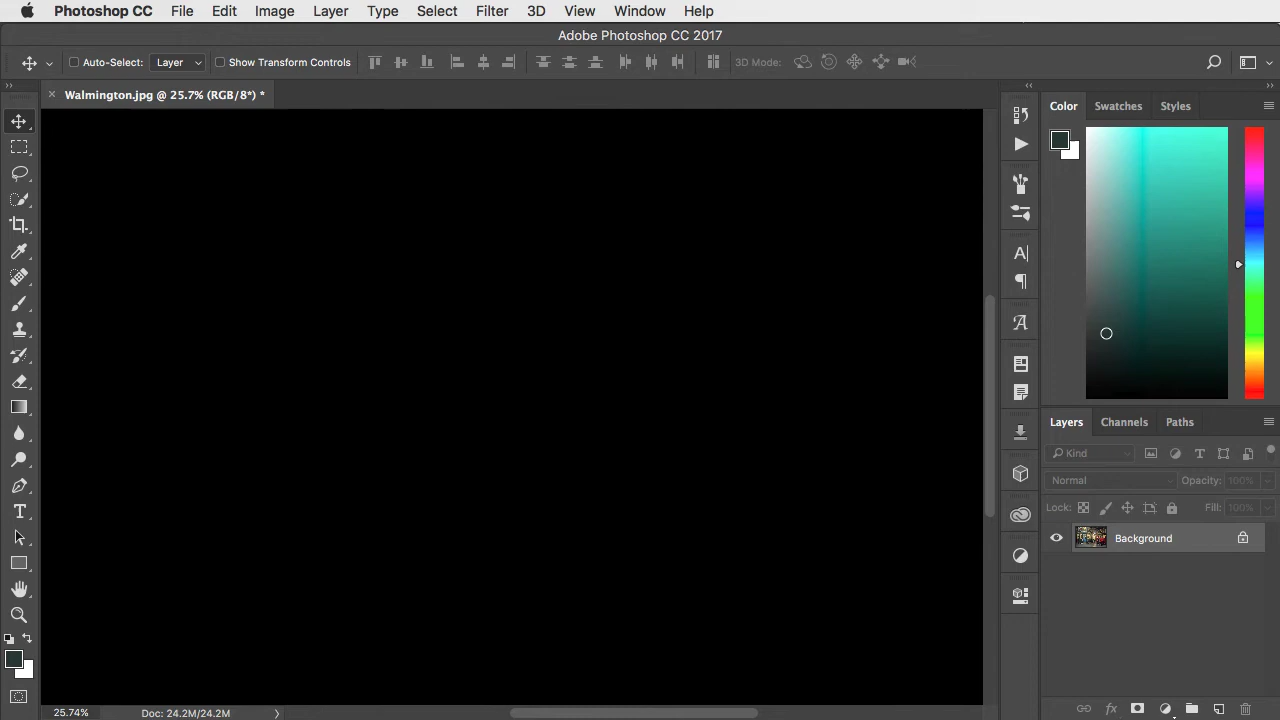 Photoshop CC File Edit Image Layer Type Select Filter 3D View Window Help
Adobe Photoshop CC 2017
Auto-Select: Layer Show Transform Controls 3D Mode:
Walmington.jpg @ 25.7% (RGB/8*) *
Color Swatches Styles
Layers Channels Paths
Kind
Normal Opacity: 100%
Lock: Fill: 100%
Background
25.74% Doc: 24.2M/24.2M